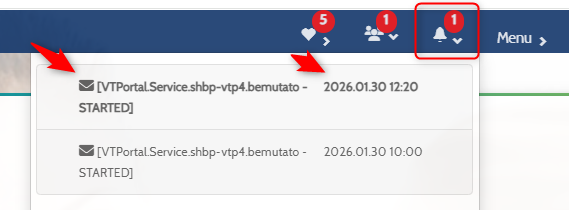 5
1
1
Menu
[VTPortal.Service.shbp-vtp4.bemutato - 2026.01.30 12:20
STARTED]
[VTPortal.Service.shbp-vtp4.bemutato - 2026.01.30 10:00
STARTED]